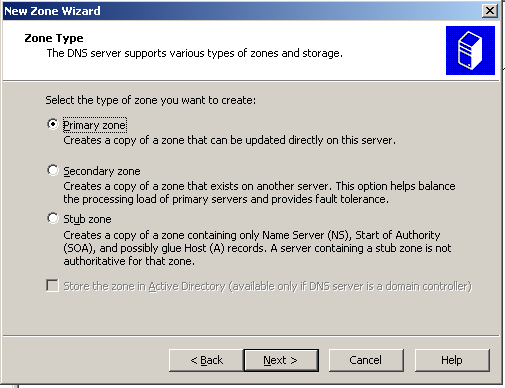 New Zone Wizard
Zone Type
The DNS server supports various types of zones and storage.
Select the type of zone you want to create:
Primary zone
Creates a copy of a zone that can be updated directly on this server.
Secondary zone
Creates a copy of a zone that exists on another server. This option helps balance
the processing load of primary servers and provides fault tolerance.
Stub zone
Creates a copy of a zone containing only Name Server (NS), Start of Authority
(SOA), and possibly glue Host (A) records. A server containing a stub zone is not
authoritative for that zone.
Store the zone in Active Directory (available only if DNS server is a domain controller)
< Back Next > Cancel Help